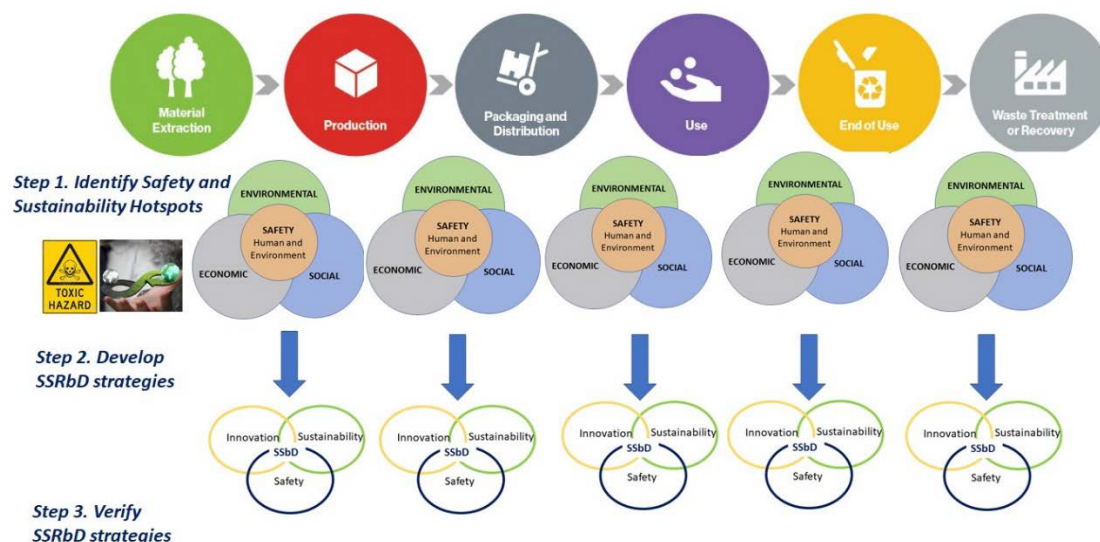 Material
Extraction
Production
Packaging and
Distribution
Use
End of Use
Waste Treatment
or Recovery
Step 1. Identify Safety and
Sustainability Hotspots
ENVIRONMENTAL
SAFETY
Human and
Environment
ECONOMIC
SOCIAL
ENVIRONMENTAL
SAFETY
Human and
Environment
ECONOMIC
SOCIAL
ENVIRONMENTAL
SAFETY
Human and
Environment
ECONOMIC
SOCIAL
ENVIRONMENTAL
SAFETY
Human and
Environment
ECONOMIC
SOCIAL
ENVIRONMENTAL
SAFETY
Human and
Environment
ECONOMIC
SOCIAL
TOXIC
HAZARD
Step 2. Develop
SSRbD strategies
Innovation Sustainability
SSbD
Safety
Innovation Sustainability
SSbD
Safety
Innovation Sustainability
SSbD
Safety
Innovation Sustainability
SSbD
Safety
Innovation Sustainability
SSbD
Safety
Step 3. Verify
SSRbD strategies